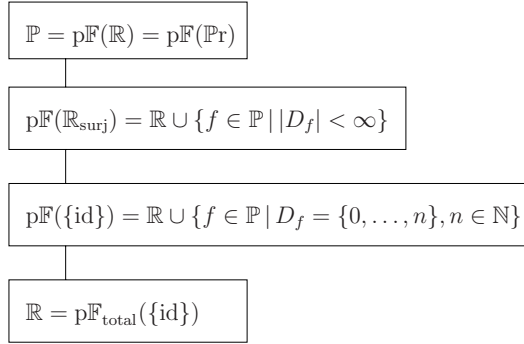 ℙ = p𝔽(ℝ) = p𝔽(ℙr)
p𝔽(ℝ_surj) = ℝ ∪ {f ∈ ℙ | |D_f| < ∞}
p𝔽({id}) = ℝ ∪ {f ∈ ℙ | D_f = {0, . . . , n}, n ∈ ℕ}
ℝ = p𝔽_total({id})